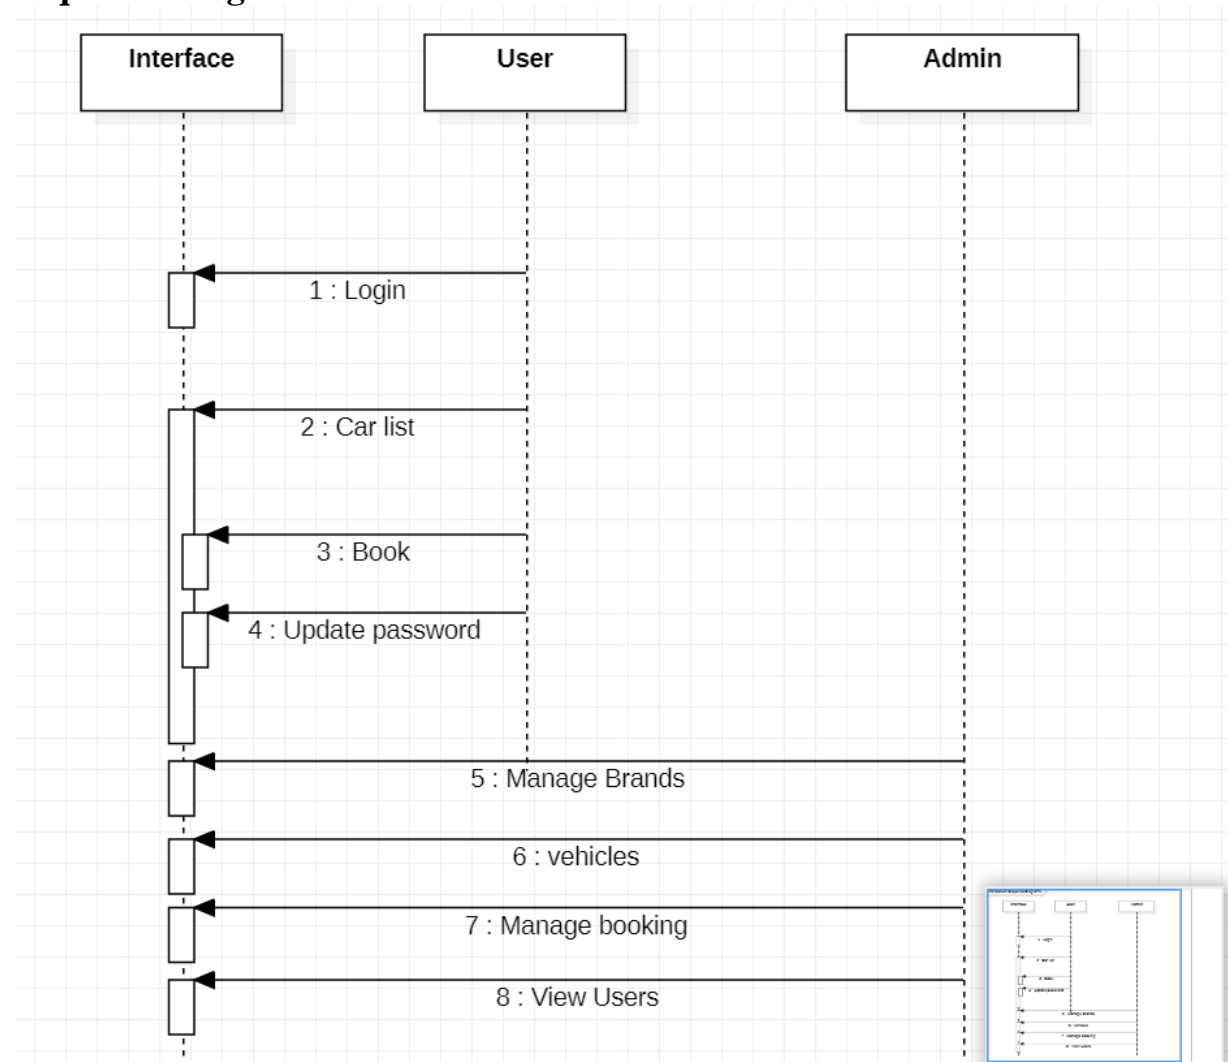 Interface
User
Admin
1 : Login
2 : Car list
3 : Book
4 : Update password
5 : Manage Brands
6 : vehicles
7 : Manage booking
8 : View Users